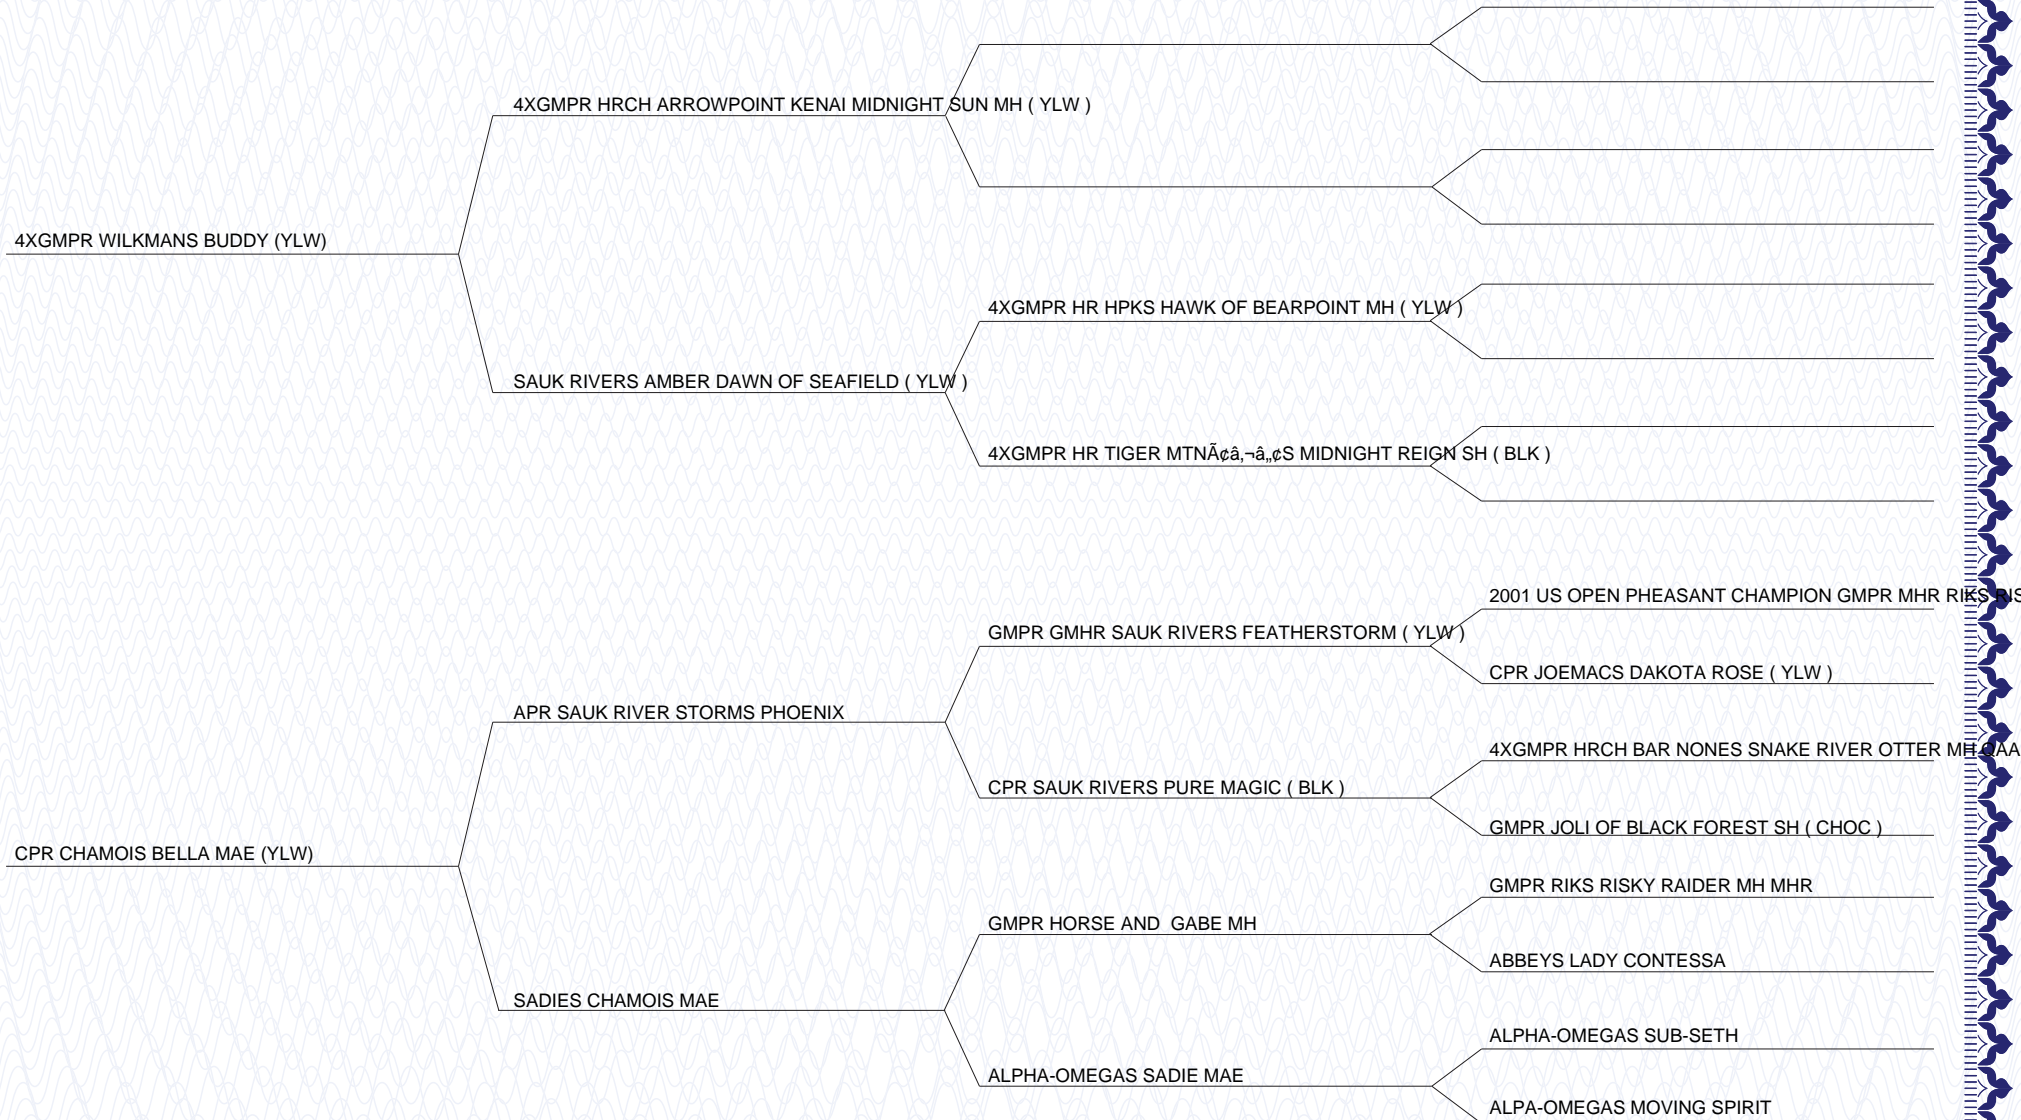 4XGMPR HRCH ARROWPOINT KENAI MIDNIGHT SUN MH ( YLW )
4XGMPR WILKMANS BUDDY (YLW)
4XGMPR HR HPKS HAWK OF BEARPOINT MH ( YLW )
SAUK RIVERS AMBER DAWN OF SEAFIELD ( YLW )
4XGMPR HR TIGER MTNÃ¢â‚¬â„¢S MIDNIGHT REIGN SH ( BLK )
2001 US OPEN PHEASANT CHAMPION GMPR MHR RIKS RIS
GMPR GMHR SAUK RIVERS FEATHERSTORM ( YLW )
CPR JOEMACS DAKOTA ROSE ( YLW )
APR SAUK RIVER STORMS PHOENIX
4XGMPR HRCH BAR NONES SNAKE RIVER OTTER MH QAA
CPR SAUK RIVERS PURE MAGIC ( BLK )
GMPR JOLI OF BLACK FOREST SH ( CHOC )
CPR CHAMOIS BELLA MAE (YLW)
GMPR RIKS RISKY RAIDER MH MHR
GMPR HORSE AND  GABE MH
ABBEYS LADY CONTESSA
SADIES CHAMOIS MAE
ALPHA-OMEGAS SUB-SETH
ALPHA-OMEGAS SADIE MAE
ALPA-OMEGAS MOVING SPIRIT